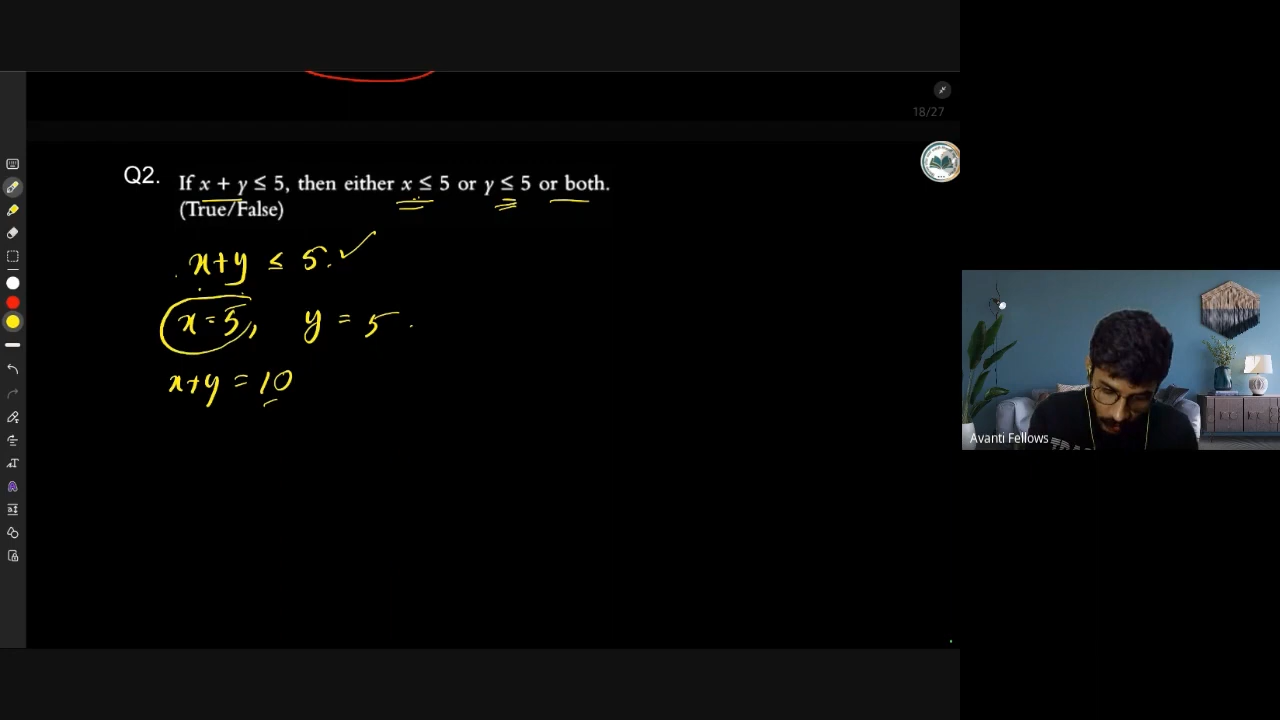 18/27
Q2. If x + y ≤ 5, then either x ≤ 5 or y ≤ 5 or both.
(True/False)
x+y ≤ 5.
x = 5, y = 5.
x+y = 10
Avanti Fellows